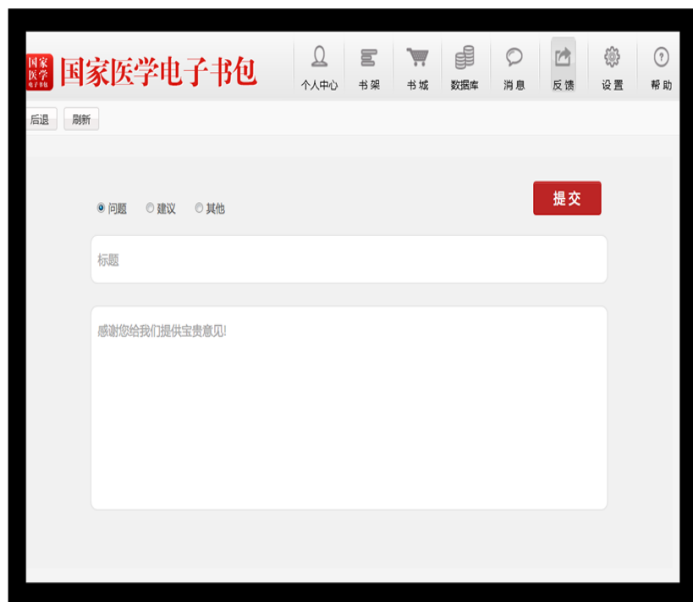 国家
医学
电子书包
国家医学电子书包
个人中心 书架 书城 数据库 消息 反馈 设置 帮助
后退 刷新
问题 建议 其他 提交
标题
感谢您给我们提供宝贵意见!